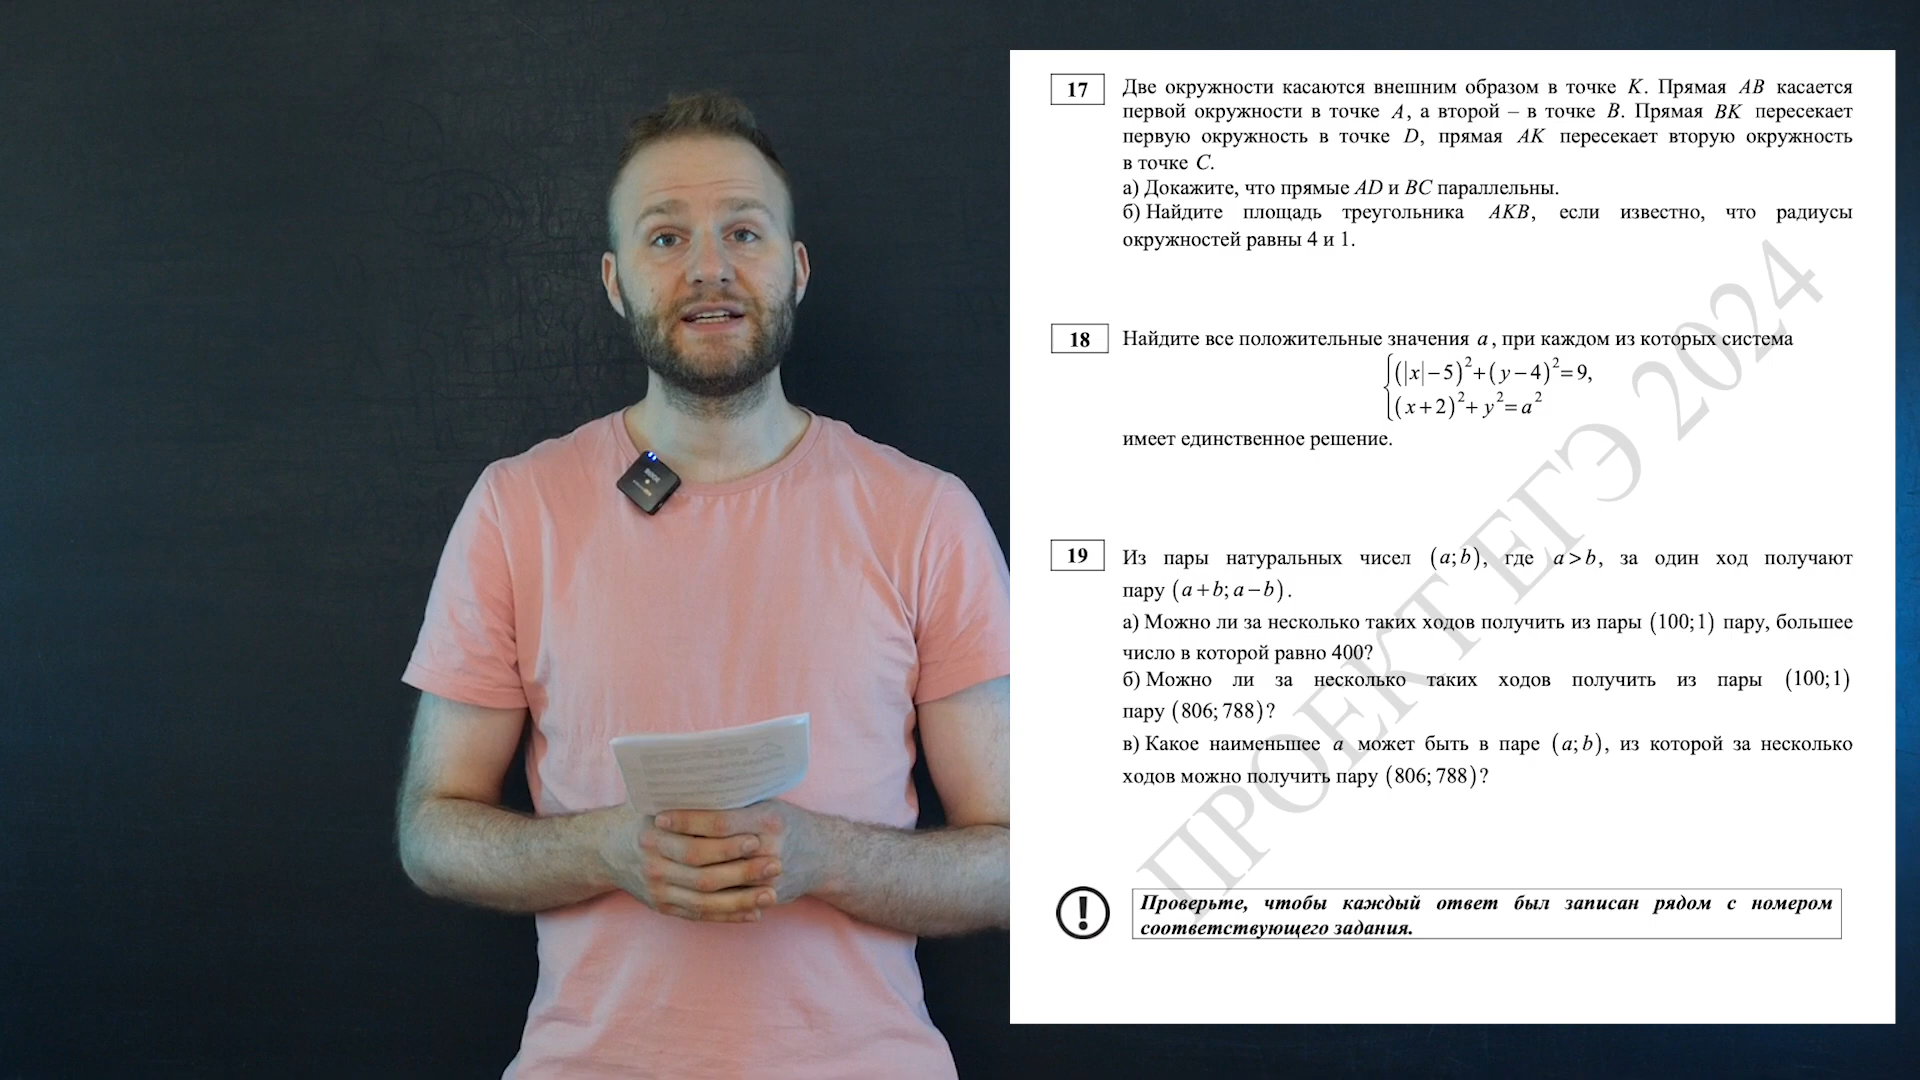 17 Две окружности касаются внешним образом в точке K. Прямая AB касается
первой окружности в точке A, а второй – в точке B. Прямая BK пересекает
первую окружность в точке D, прямая AK пересекает вторую окружность
в точке C.
а) Докажите, что прямые AD и BC параллельны.
б) Найдите площадь треугольника AKB, если известно, что радиусы
окружностей равны 4 и 1.
18 Найдите все положительные значения a, при каждом из которых система
{(|x|−5)²+(y−4)²=9,
(x+2)²+y²=a²
имеет единственное решение.
19 Из пары натуральных чисел (a;b), где a>b, за один ход получают
пару (a+b; a−b).
а) Можно ли за несколько таких ходов получить из пары (100;1) пару, большее
число в которой равно 400?
б) Можно ли за несколько таких ходов получить из пары (100;1)
пару (806; 788)?
в) Какое наименьшее a может быть в паре (a;b), из которой за несколько
ходов можно получить пару (806; 788)?
! Проверьте, чтобы каждый ответ был записан рядом с номером
соответствующего задания.
ПРОЕКТ ЕГЭ 2024